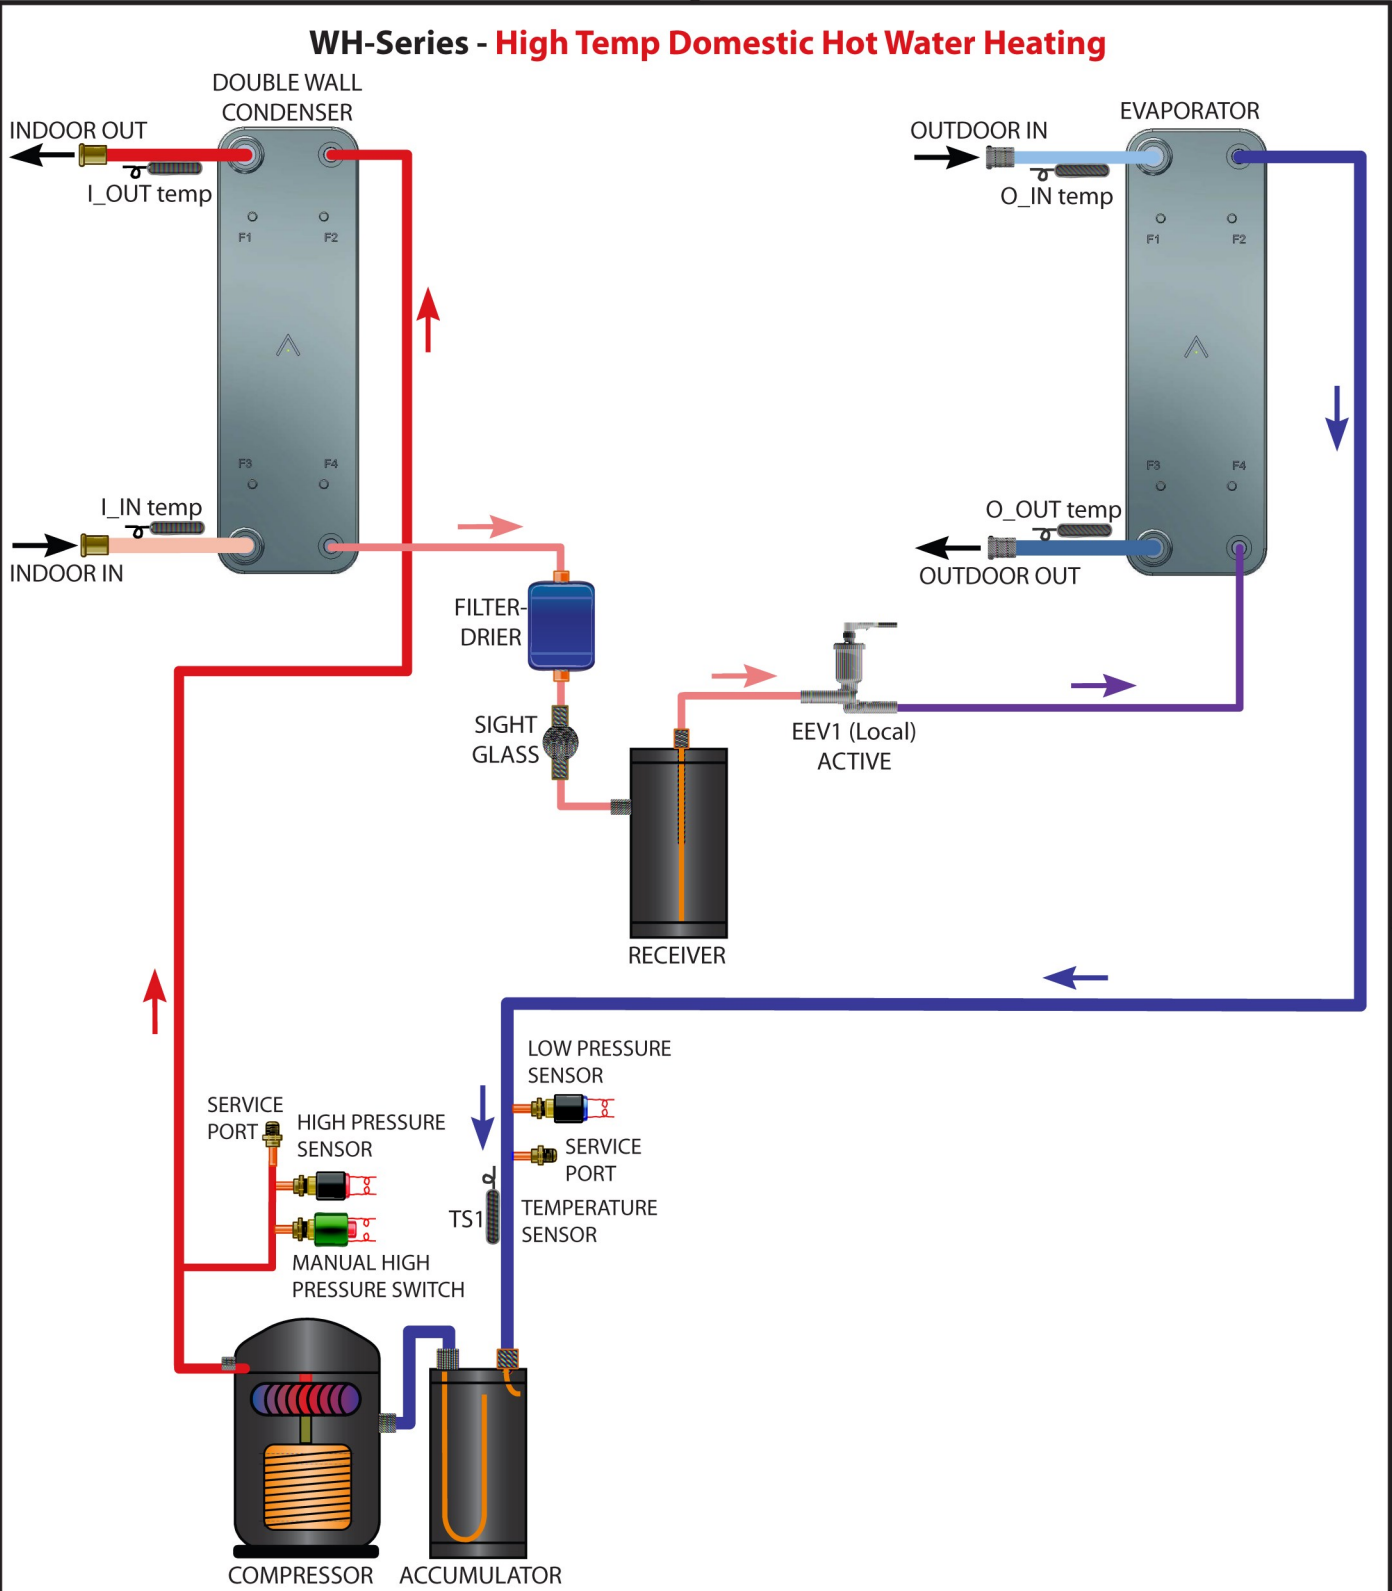 WH-Series - High Temp Domestic Hot Water Heating
DOUBLE WALL
CONDENSER
INDOOR OUT
I_OUT temp
F1
F2
F3
F4
I_IN temp
INDOOR IN
EVAPORATOR
OUTDOOR IN
O_IN temp
F1
F2
F3
F4
O_OUT temp
OUTDOOR OUT
FILTER-
DRIER
SIGHT
GLASS
EEV1 (Local)
ACTIVE
RECEIVER
LOW PRESSURE
SENSOR
SERVICE
PORT
HIGH PRESSURE
SENSOR
SERVICE
PORT
TS1
TEMPERATURE
SENSOR
MANUAL HIGH
PRESSURE SWITCH
COMPRESSOR
ACCUMULATOR